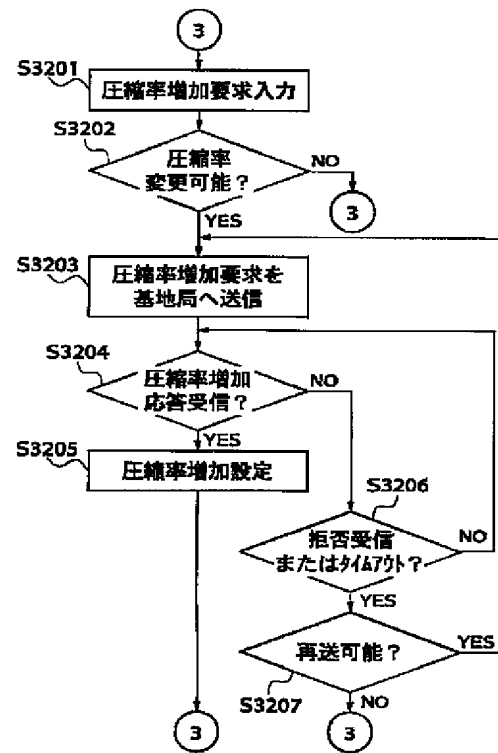 3
S3201
圧縮率増加要求入力
S3202
圧縮率
変更可能?
NO
3
YES
S3203
圧縮率増加要求を
基地局へ送信
S3204
圧縮率増加
応答受信?
NO
YES
S3205
圧縮率増加設定
S3206
拒否受信
またはタイムアウト?
NO
YES
再送可能?
YES
S3207
NO
3
3